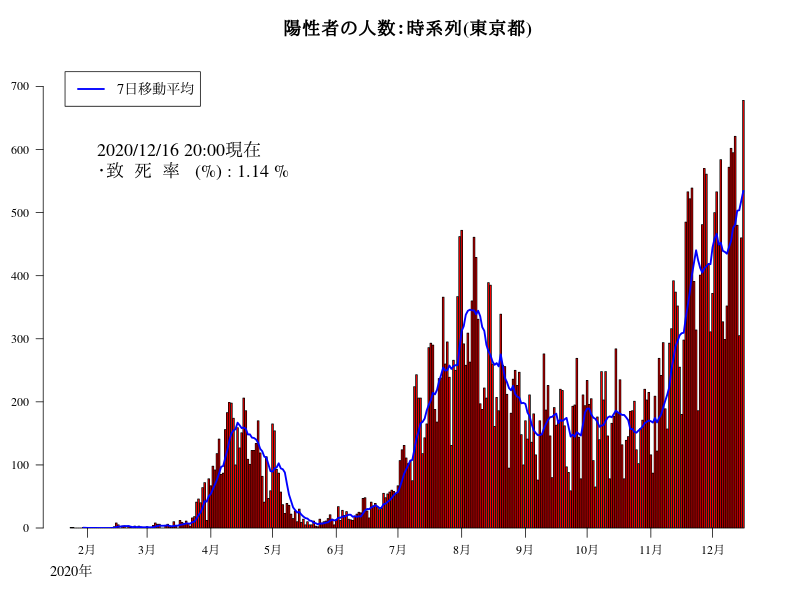 陽性者の人数：時系列(東京都)
7日移動平均
2020/12/16 20:00現在
・致 死 率 (%) : 1.14 %
700
600
500
400
300
200
100
0
2月 3月 4月 5月 6月 7月 8月 9月 10月 11月 12月
2020年